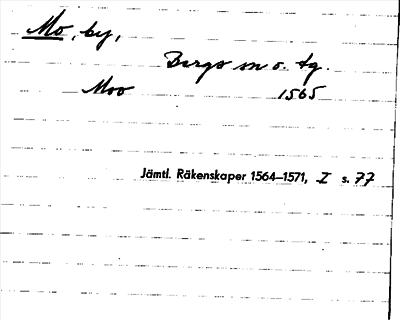 Mo, by,
Bergs sn o. tg.
Moo 1565
Jämtl. Räkenskaper 1564–1571, I s. 77